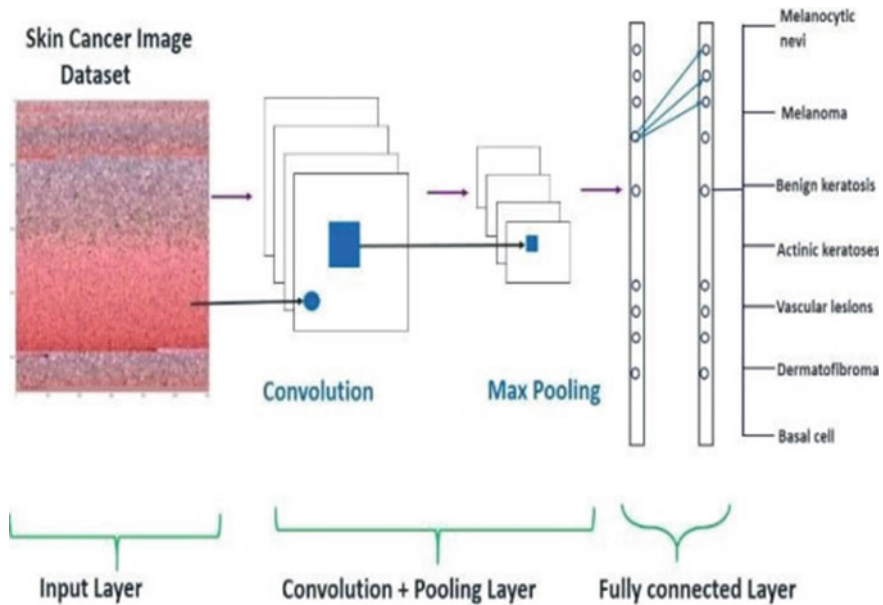 Skin Cancer Image
Dataset
Convolution
Max Pooling
Melanocytic
nevi
Melanoma
Benign keratosis
Actinic keratoses
Vascular lesions
Dermatofibroma
Basal cell
Input Layer
Convolution + Pooling Layer
Fully connected Layer